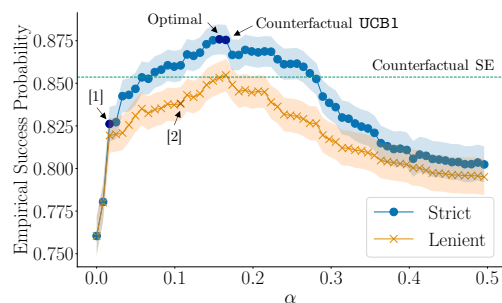 Optimal
Counterfactual UCB1
Counterfactual SE
[1]
[2]
Empirical Success Probability
0.875
0.850
0.825
0.800
0.775
0.750
0.0
0.1
0.2
0.3
0.4
0.5
α
Strict
Lenient